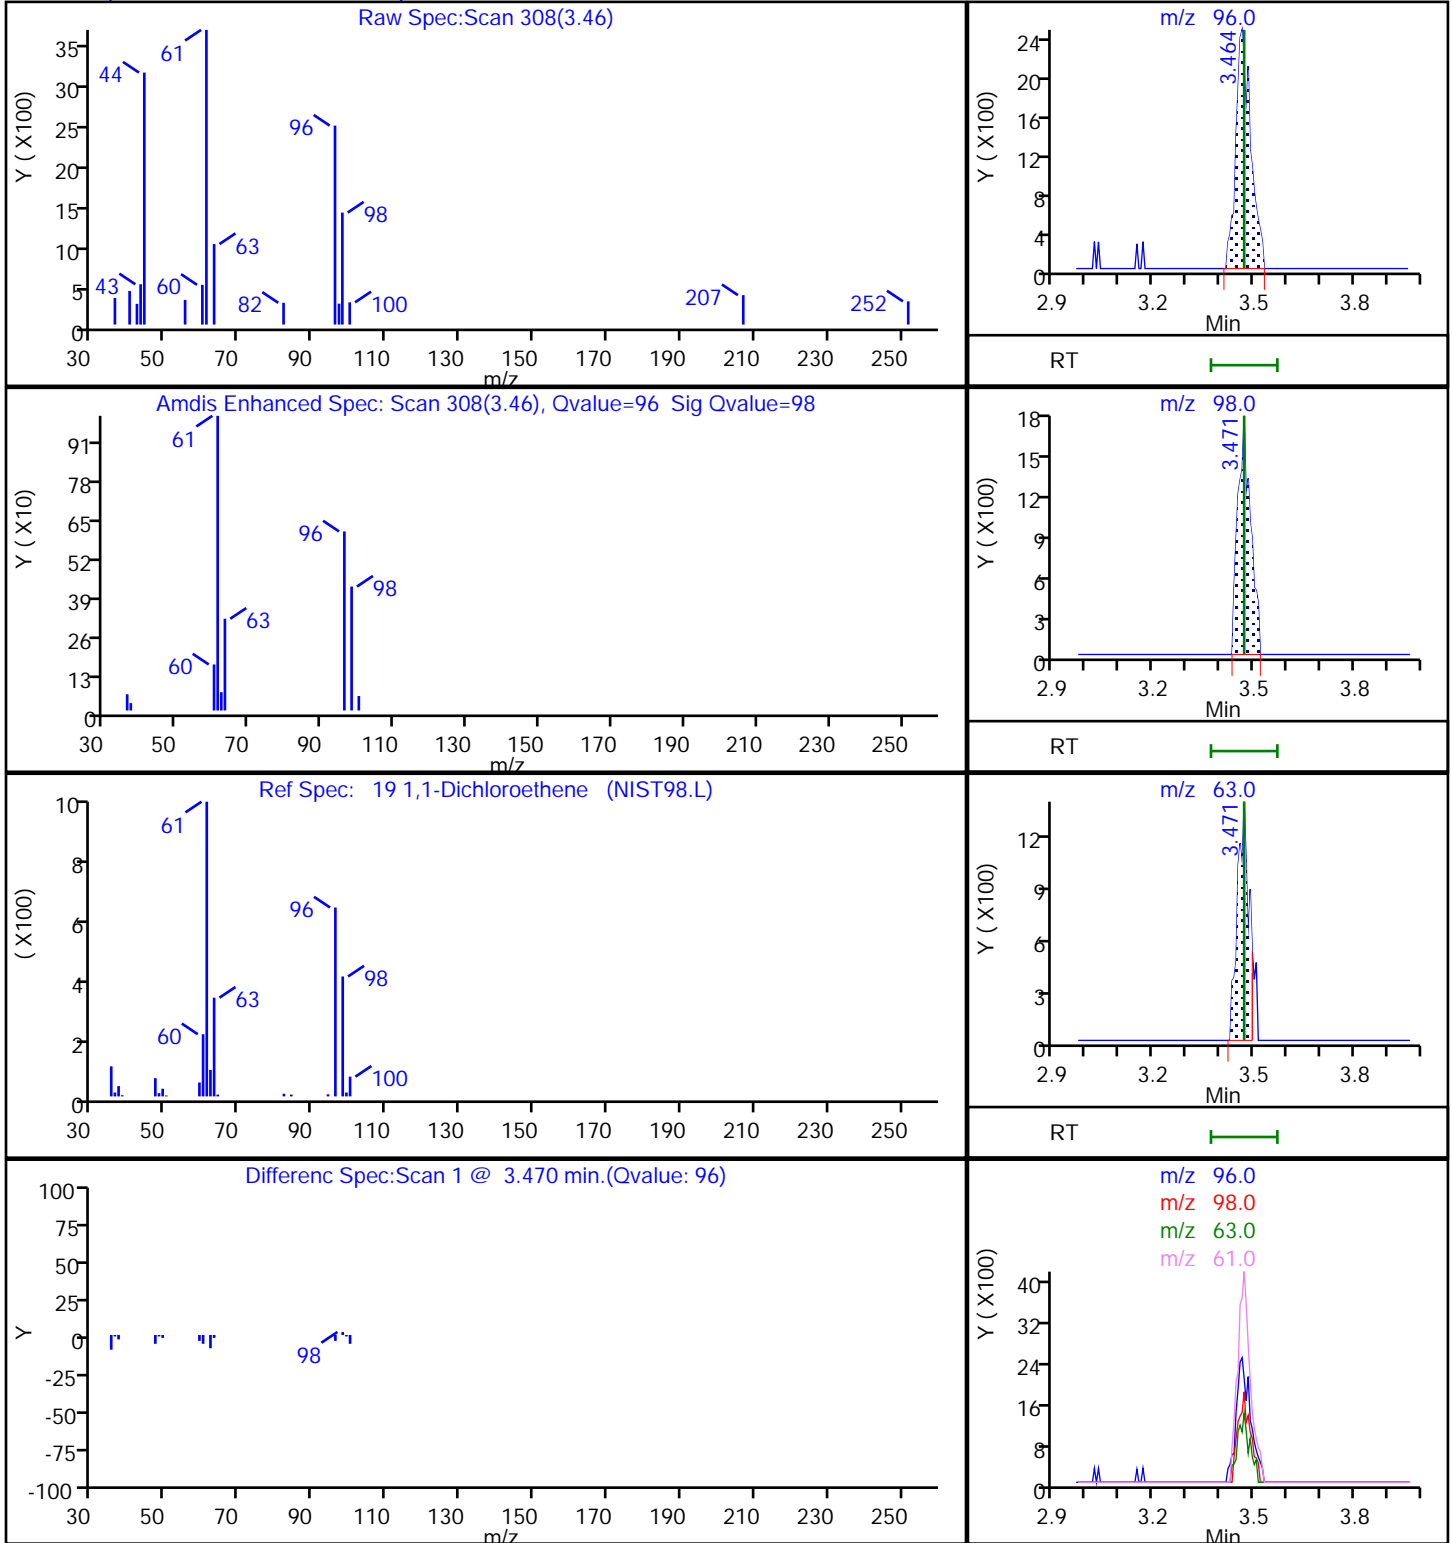 Raw Spec:Scan 308(3.46)
35
30
25
20
15
10
5
0
Y ( X100)
44
61
96
98
63
43
60
82
100
207
252
30 50 70 90 110 130 150 170 190 210 230 250
m/z
m/z 96.0
24
20
16
12
8
4
0
Y ( X100)
3.464
2.9 3.2 3.5 3.8
Min
RT
Amdis Enhanced Spec: Scan 308(3.46), Qvalue=96 Sig Qvalue=98
91
78
65
52
39
26
13
0
Y ( X10)
61
96
98
63
60
30 50 70 90 110 130 150 170 190 210 230 250
m/z
m/z 98.0
18
15
12
9
6
3
0
Y ( X100)
3.471
2.9 3.2 3.5 3.8
Min
RT
Ref Spec: 19 1,1-Dichloroethene (NIST98.L)
10
8
6
4
2
0
( X100)
61
96
98
63
60
100
30 50 70 90 110 130 150 170 190 210 230 250
m/z 63.0
12
9
6
3
0
Y ( X100)
3.471
2.9 3.2 3.5 3.8
Min
RT
Differenc Spec:Scan 1 @ 3.470 min.(Qvalue: 96)
100
75
50
25
0
-25
-50
-75
-100
Y
98
30 50 70 90 110 130 150 170 190 210 230 250
m/z
m/z 96.0
m/z 98.0
m/z 63.0
m/z 61.0
40
32
24
16
8
0
Y ( X100)
2.9 3.2 3.5 3.8
Min